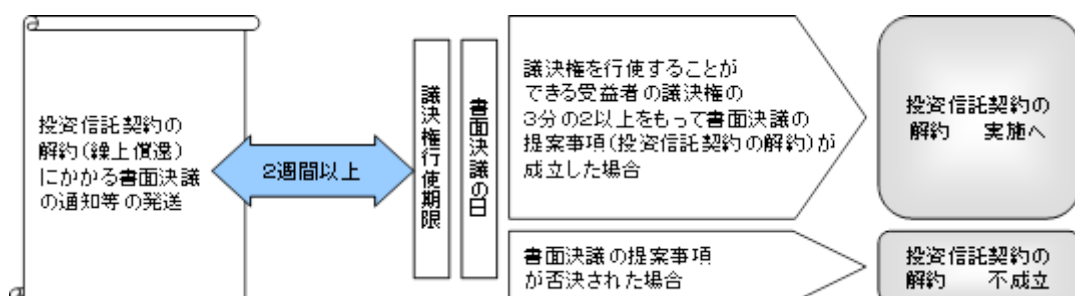 投資信託契約の
解約(繰上償還)
にかかる書面決議
の通知等の発送
2週間以上
議決権行使期限
書面決議の日
議決権を行使することが
できる受益者の議決権の
3分の2以上をもって書面決議の
提案事項(投資信託契約の解約)が
成立した場合
投資信託契約の
解約 実施へ
書面決議の提案事項
が否決された場合
投資信託契約の
解約 不成立